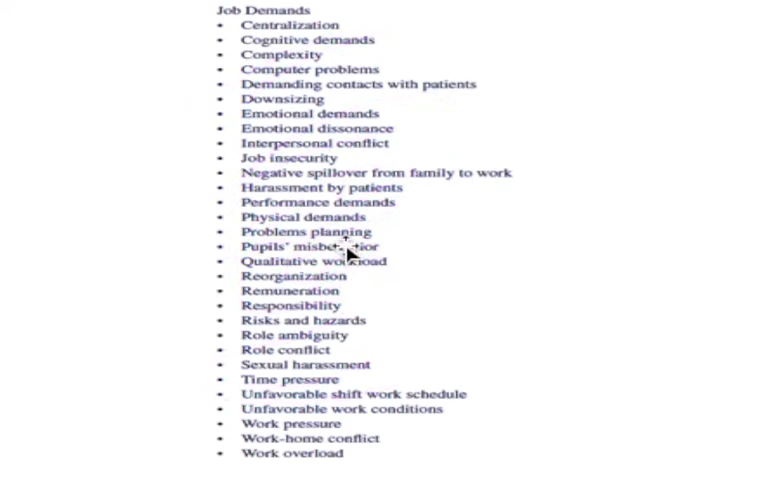 Job Demands
• Centralization
• Cognitive demands
• Complexity
• Computer problems
• Demanding contacts with patients
• Downsizing
• Emotional demands
• Emotional dissonance
• Interpersonal conflict
• Job insecurity
• Negative spillover from family to work
• Harassment by patients
• Performance demands
• Physical demands
• Problems planning
• Pupils' misbehavior
• Qualitative workload
• Reorganization
• Remuneration
• Responsibility
• Risks and hazards
• Role ambiguity
• Role conflict
• Sexual harassment
• Time pressure
• Unfavorable shift work schedule
• Unfavorable work conditions
• Work pressure
• Work-home conflict
• Work overload